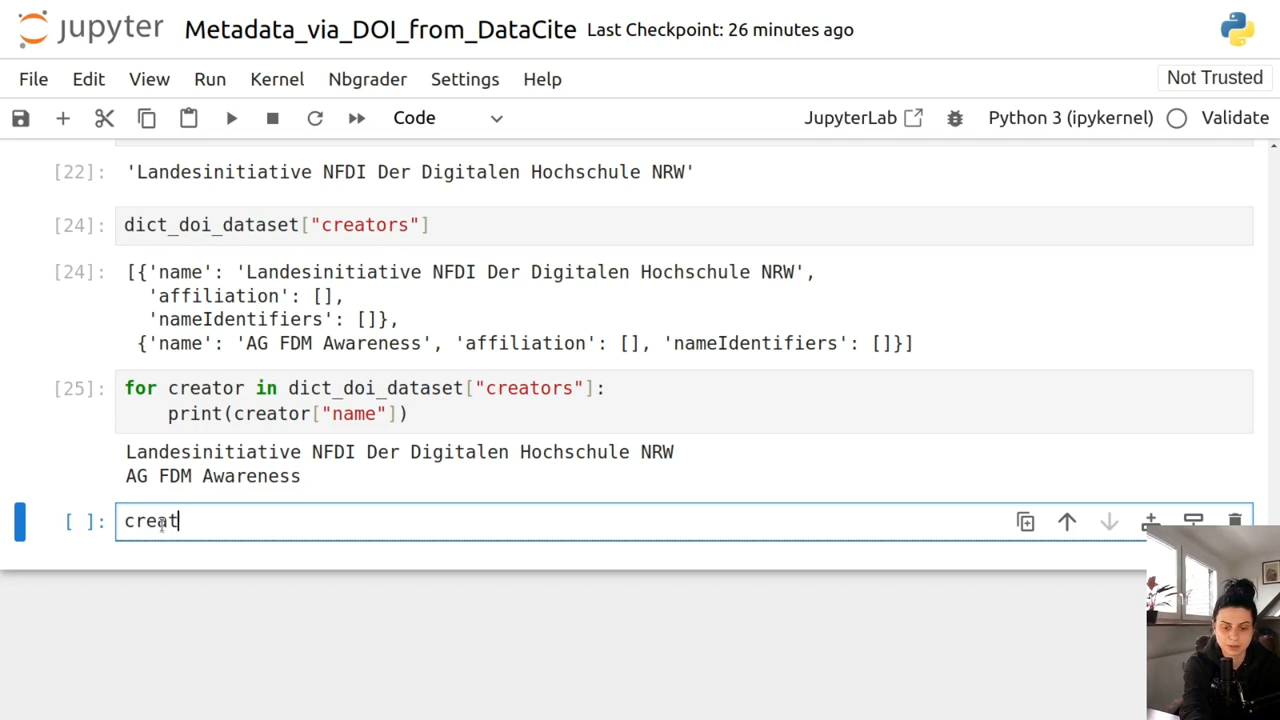 jupyter Metadata_via_DOI_from_DataCite Last Checkpoint: 26 minutes ago
File Edit View Run Kernel Nbgrader Settings Help Not Trusted
Code JupyterLab Python 3 (ipykernel) Validate
[22]: 'Landesinitiative NFDI Der Digitalen Hochschule NRW'
[24]: dict_doi_dataset["creators"]
[24]: [{'name': 'Landesinitiative NFDI Der Digitalen Hochschule NRW',
'affiliation': [],
'nameIdentifiers': []},
{'name': 'AG FDM Awareness', 'affiliation': [], 'nameIdentifiers': []}]
[25]: for creator in dict_doi_dataset["creators"]:
print(creator["name"])
Landesinitiative NFDI Der Digitalen Hochschule NRW
AG FDM Awareness
[ ]: creat